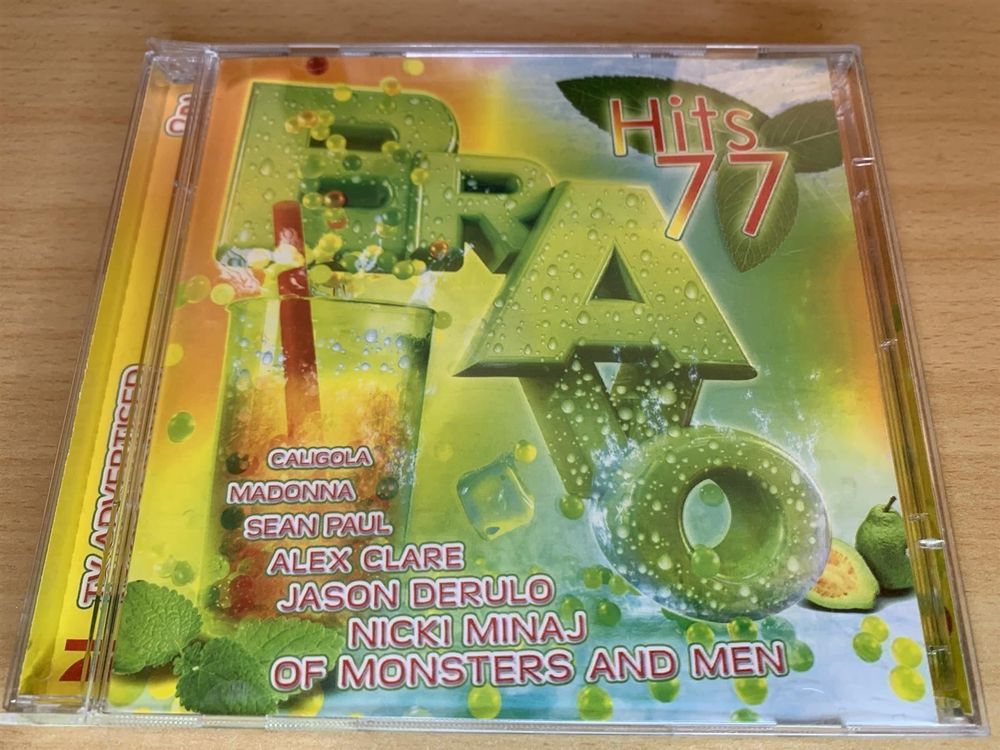 Hits
77
BRAVO
CALIGOLA
MADONNA
SEAN PAUL
ALEX CLARE
JASON DERULO
NICKI MINAJ
OF MONSTERS AND MEN
TV ADVERTISED